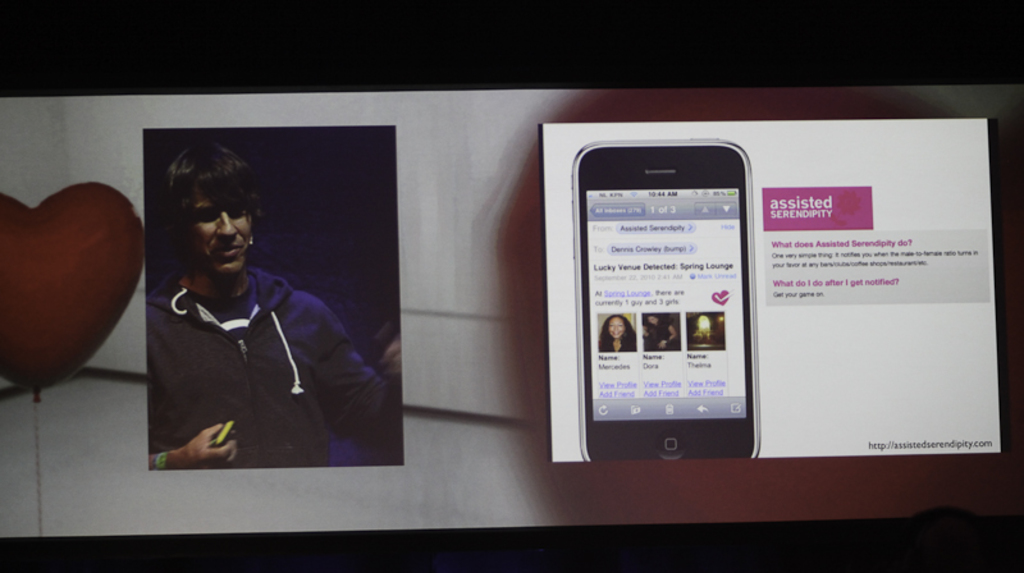 NL KPN 10:44 AM 85%
All Inboxes (279) 1 of 3
From: Assisted Serendipity Hide
To: Dennis Crowley (bump)
Lucky Venue Detected: Spring Lounge
September 23, 2010 2:41 AM Mark Unread
At Spring Lounge, there are
currently 1 guy and 3 girls:
Name: Name: Name:
Mercedes Dora Thelma
View Profile View Profile View Profile
Add Friend Add Friend Add Friend
assisted
SERENDIPITY
What does Assisted Serendipity do?
One very simple thing: It notifies you when the male-to-female ratio turns in
your favor at any bars/clubs/coffee shops/restaurant/etc.
What do I do after I get notified?
Get your game on.
http://assistedserendipity.com